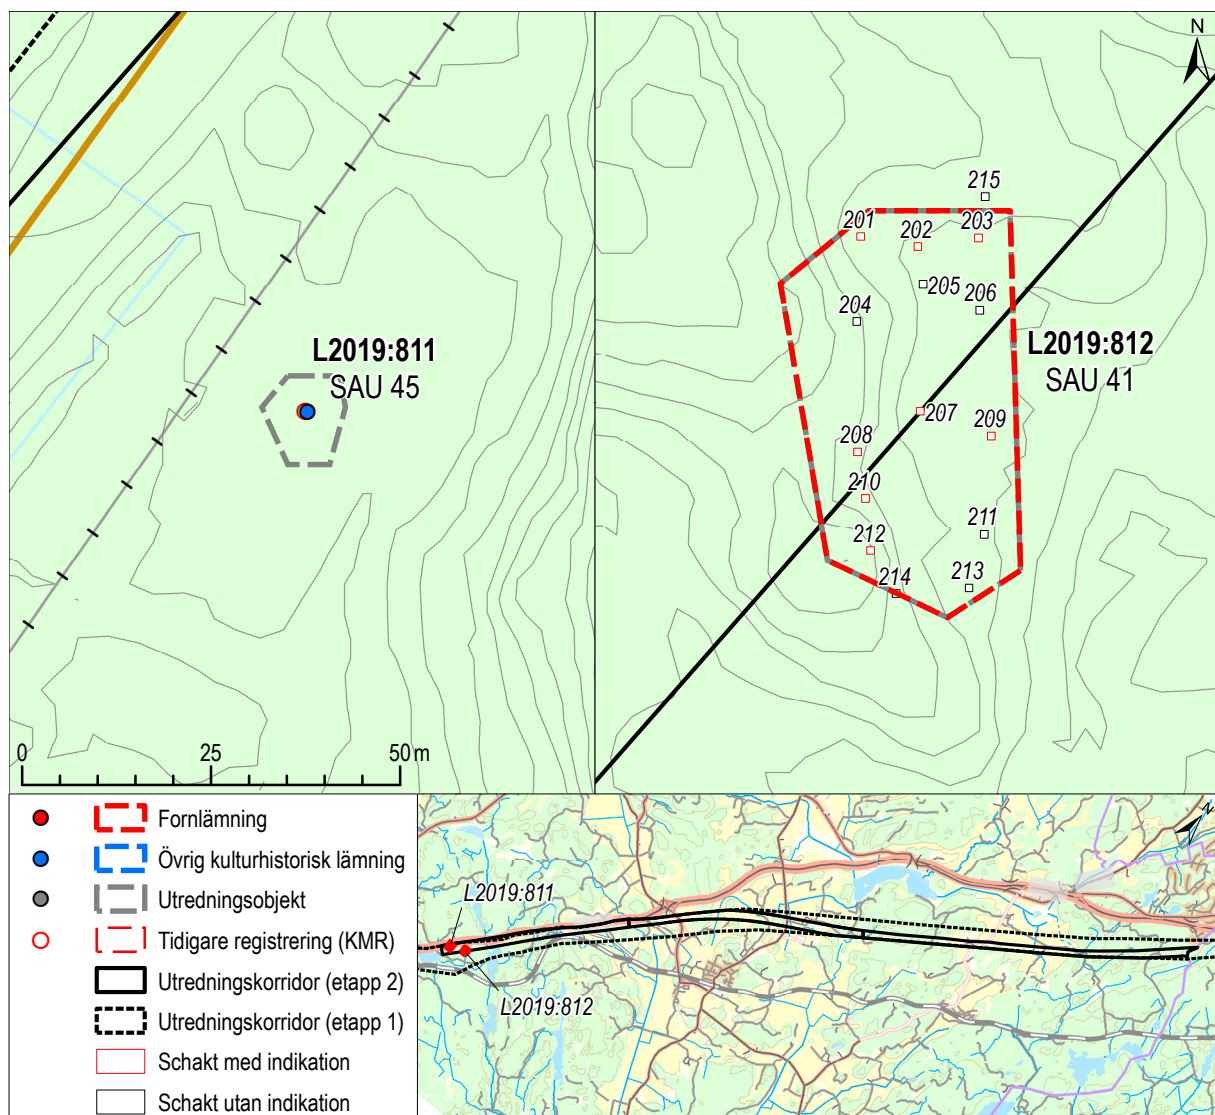 N
215
201
202
203
205
206
204
L2019:811
SAU 45
L2019:812
SAU 41
207
209
208
210
211
212
214
213
0 25 50 m
Fornlämning
Övrig kulturhistorisk lämning
Utredningsobjekt
Tidigare registrering (KMR)
Utredningskorridor (etapp 2)
Utredningskorridor (etapp 1)
Schakt med indikation
Schakt utan indikation
N
L2019:811
L2019:812